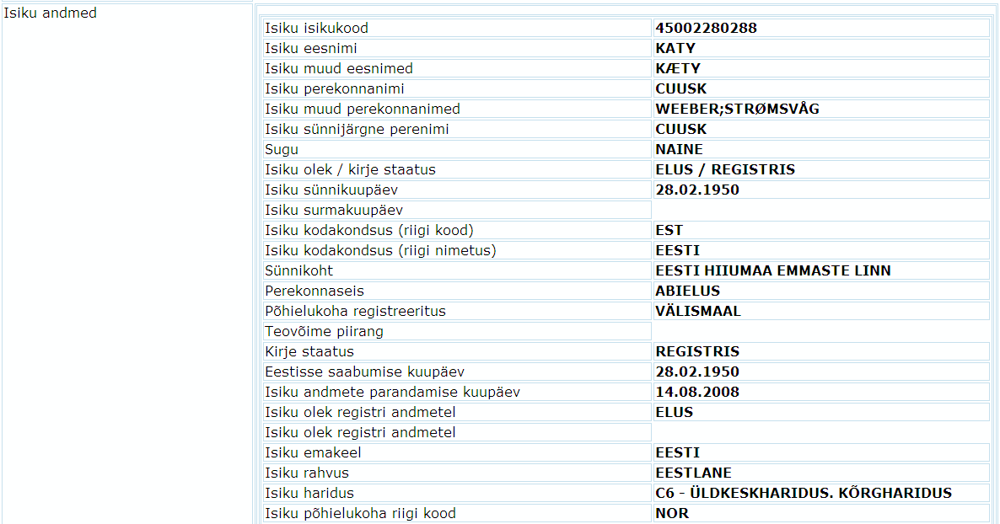 Isiku andmed
Isiku isikukood 45002280288
Isiku eesnimi KATY
Isiku muud eesnimed KÆTY
Isiku perekonnanimi CUUSK
Isiku muud perekonnanimed WEEBER;STRØMSVÅG
Isiku sünnijärgne perenimi CUUSK
Sugu NAINE
Isiku olek / kirje staatus ELUS / REGISTRIS
Isiku sünnikuupäev 28.02.1950
Isiku surmakuupäev
Isiku kodakondsus (riigi kood) EST
Isiku kodakondsus (riigi nimetus) EESTI
Sünnikoht EESTI HIIUMAA EMMASTE LINN
Perekonnaseis ABIELUS
Põhielukoha registreeritus VÄLISMAAL
Teovõime piirang
Kirje staatus REGISTRIS
Eestisse saabumise kuupäev 28.02.1950
Isiku andmete parandamise kuupäev 14.08.2008
Isiku olek registri andmetel ELUS
Isiku olek registri andmetel
Isiku emakeel EESTI
Isiku rahvus EESTLANE
Isiku haridus C6 - ÜLDKESKHARIDUS. KÕRGHARIDUS
Isiku põhielukoha riigi kood NOR